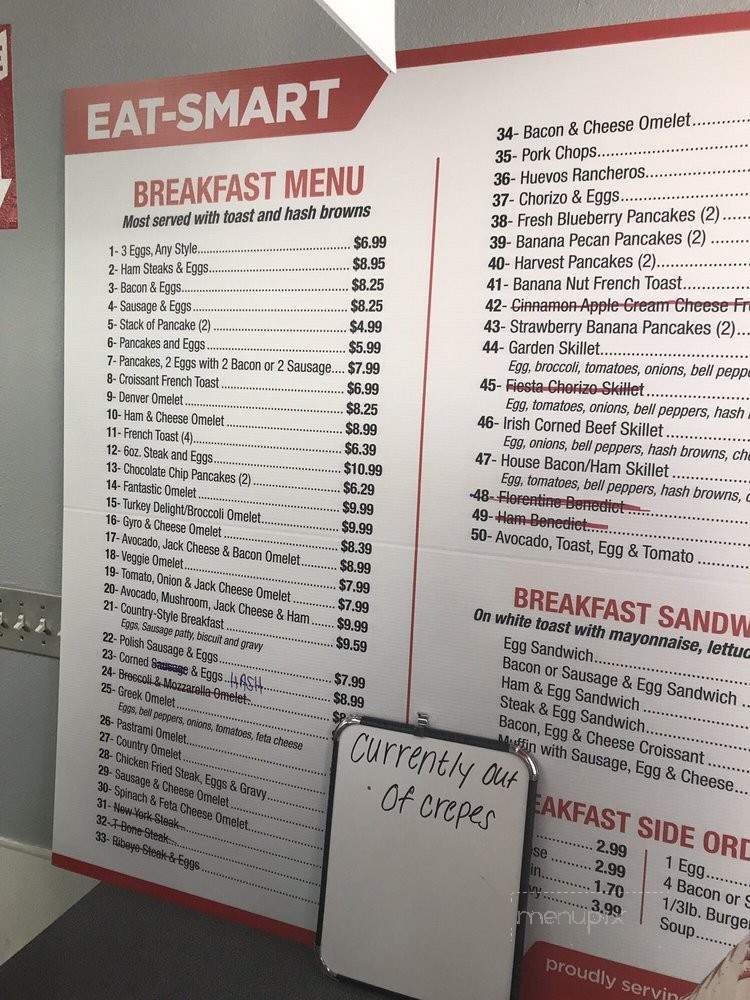 EAT-SMART
BREAKFAST MENU
Most served with toast and hash browns
1- 3 Eggs, Any Style............ $6.99
2- Ham Steaks & Eggs............ $8.95
3- Bacon & Eggs............ $8.25
4- Sausage & Eggs............ $8.25
5- Stack of Pancake (2)............ $4.99
6- Pancakes and Eggs............ $5.99
7- Pancakes, 2 Eggs with 2 Bacon or 2 Sausage.... $7.99
8- Croissant French Toast............ $6.99
9- Denver Omelet............ $8.25
10- Ham & Cheese Omelet............ $8.99
11- French Toast (4)............ $6.39
12- 6oz. Steak and Eggs............ $10.99
13- Chocolate Chip Pancakes (2)............ $6.29
14- Fantastic Omelet............ $9.99
15- Turkey Delight/Broccoli Omelet............ $9.99
16- Gyro & Cheese Omelet............ $8.39
17- Avocado, Jack Cheese & Bacon Omelet............ $8.99
18- Veggie Omelet............ $7.99
19- Tomato, Onion & Jack Cheese Omelet............ $7.99
20- Avocado, Mushroom, Jack Cheese & Ham............ $9.99
21- Country-Style Breakfast............ $9.59
Eggs, Sausage patty, biscuit and gravy
22- Polish Sausage & Eggs............ $7.99
23- Corned Sausage & Eggs HASH............ $8.99
24- Broccoli & Mozzarella Omelet............
25- Greek Omelet............
Eggs, bell peppers, onions, tomatoes, feta cheese
26- Pastrami Omelet............
27- Country Omelet............
28- Chicken Fried Steak, Eggs & Gravy............
29- Sausage & Cheese Omelet............
30- Spinach & Feta Cheese Omelet............
31- New York Steak............
32- T-Bone Steak............
33- Ribeye Steak & Eggs............
34- Bacon & Cheese Omelet............
35- Pork Chops............
36- Huevos Rancheros............
37- Chorizo & Eggs............
38- Fresh Blueberry Pancakes (2)....
39- Banana Pecan Pancakes (2) ........
40- Harvest Pancakes (2)............
41- Banana Nut French Toast............
42- Cinnamon Apple Cream Cheese Fr
43- Strawberry Banana Pancakes (2)...
44- Garden Skillet............
Egg, broccoli, tomatoes, onions, bell pepp
45- Fiesta Chorizo Skillet............
Egg, tomatoes, onions, bell peppers, hash
46- Irish Corned Beef Skillet............
Egg, onions, bell peppers, hash browns, ch
47- House Bacon/Ham Skillet............
Egg, tomatoes, bell peppers, hash browns, c
48- Florentine Benedict............
49- Ham Benedict............
50- Avocado, Toast, Egg & Tomato ............
BREAKFAST SANDW
On white toast with mayonnaise, lettuc
Egg Sandwich............
Bacon or Sausage & Egg Sandwich ...
Ham & Egg Sandwich............
Steak & Egg Sandwich............
Bacon, Egg & Cheese Croissant ........
Muffin with Sausage, Egg & Cheese...
Currently out
of crepes
EAKFAST SIDE ORD
........ 2.99
se ........ 2.99
in........ 1.70
vy........ 3.99
1 Egg....
4 Bacon or S
1/3lb. Burge
Soup....
menupix
proudly servin